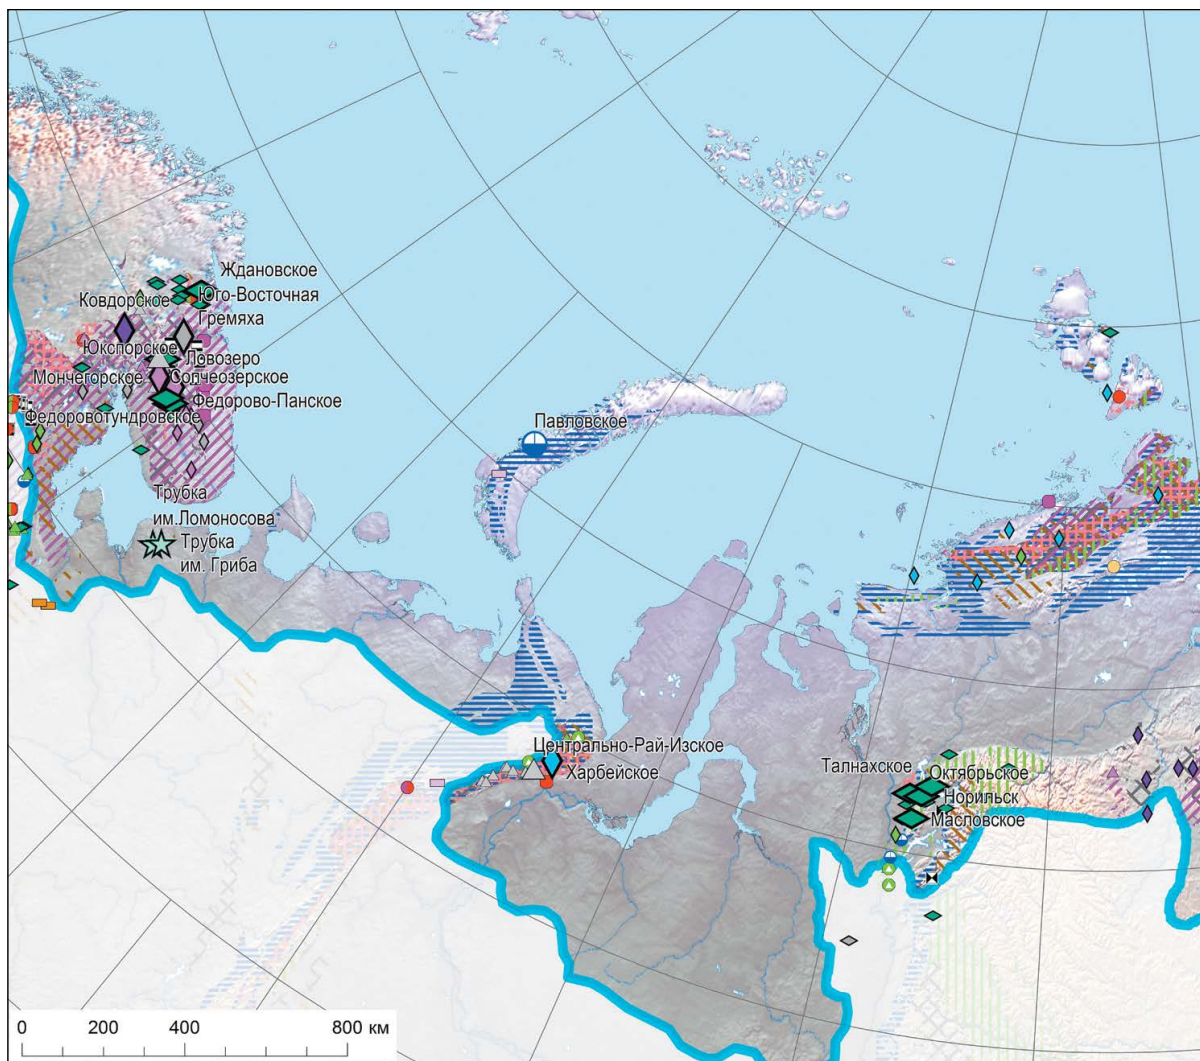 Ждановское
Ковдорское
Юго-Восточная
Гремяха
Юкспорское
Ловозеро
Мончегорское
Сопчеозерское
Федорово-Панское
Федоровотундровское
Павловское
Трубка
им.Ломоносова
Трубка
им. Гриба
Центрально-Рай-Изское
Харбейское
Талнахское
Октябрьское
Норильск
Масловское
0 200 400 800 км